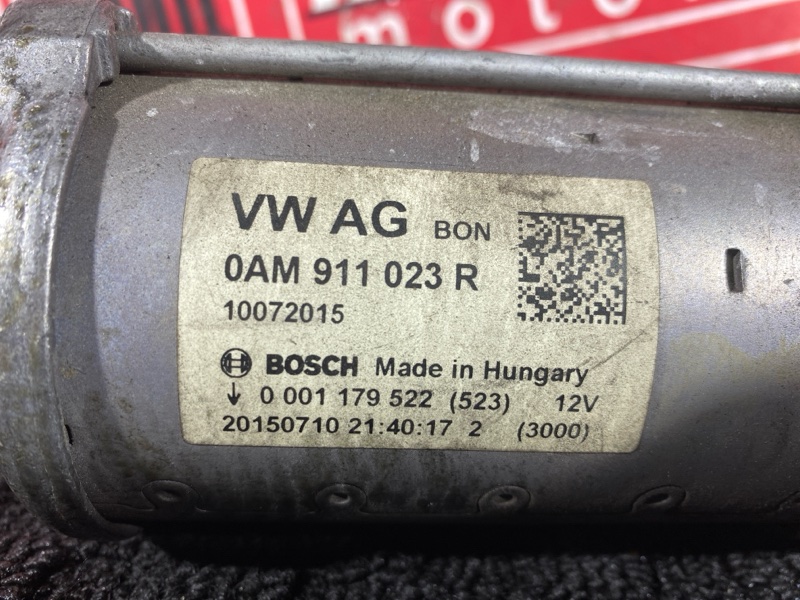 moto
VW AG BON
0AM 911 023 R
10072015
BOSCH Made in Hungary
↓ 0 001 179 522 (523) 12V
20150710 21:40:17 2 (3000)